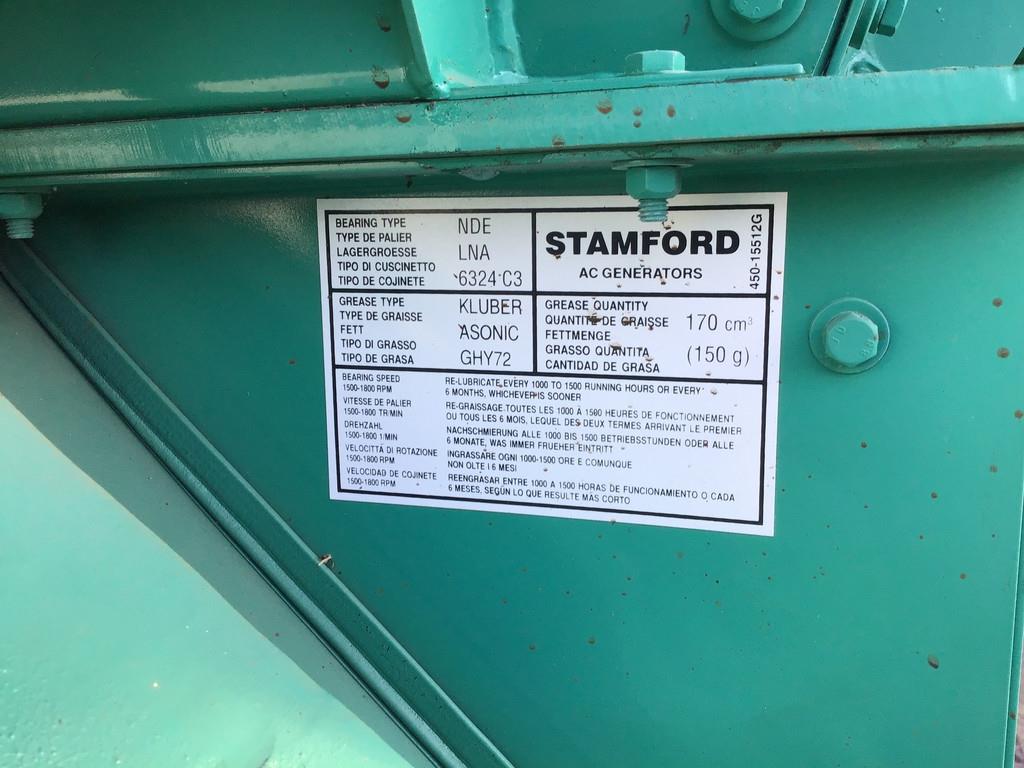 BEARING TYPE
TYPE DE PALIER
LAGERGROESSE
TIPO DI CUSCINETTO
TIPO DE COJINETE
NDE
LNA
6324 C3
STAMFORD
AC GENERATORS
450-15512G
GREASE TYPE
TYPE DE GRAISSE
FETT
TIPO DI GRASSO
TIPO DE GRASA
KLUBER
ASONIC
GHY72
GREASE QUANTITY
QUANTITÉ DE GRAISSE
FETTMENGE
GRASSO QUANTITA
CANTIDAD DE GRASA
170 cm³
(150 g)
BEARING SPEED
1500-1800 RPM
RE-LUBRICATE EVERY 1000 TO 1500 RUNNING HOURS OR EVERY
6 MONTHS, WHICHEVER IS SOONER
VITESSE DE PALIER
1500-1800 TR/MIN
RE-GRAISSAGE TOUTES LES 1000 À 1500 HEURES DE FONCTIONNEMENT
OU TOUS LES 6 MOIS, LEQUEL DES DEUX TERMES ARRIVANT LE PREMIER
DREHZAHL
1500-1800 1/MIN
NACHSCHMIERUNG ALLE 1000 BIS 1500 BETRIEBSSTUNDEN ODER ALLE
6 MONATE, WAS IMMER FRUEHER EINTRITT
VELOCITTÀ DI ROTAZIONE
1500-1800 RPM
INGRASSARE OGNI 1000-1500 ORE E COMUNQUE
NON OLTE I 6 MESI
VELOCIDAD DE COJINETE
1500-1800 RPM
REENGRASAR ENTRE 1000 A 1500 HORAS DE FUNCIONAMIENTO O CADA
6 MESES, SEGÚN LO QUE RESULTE MÁS CORTO